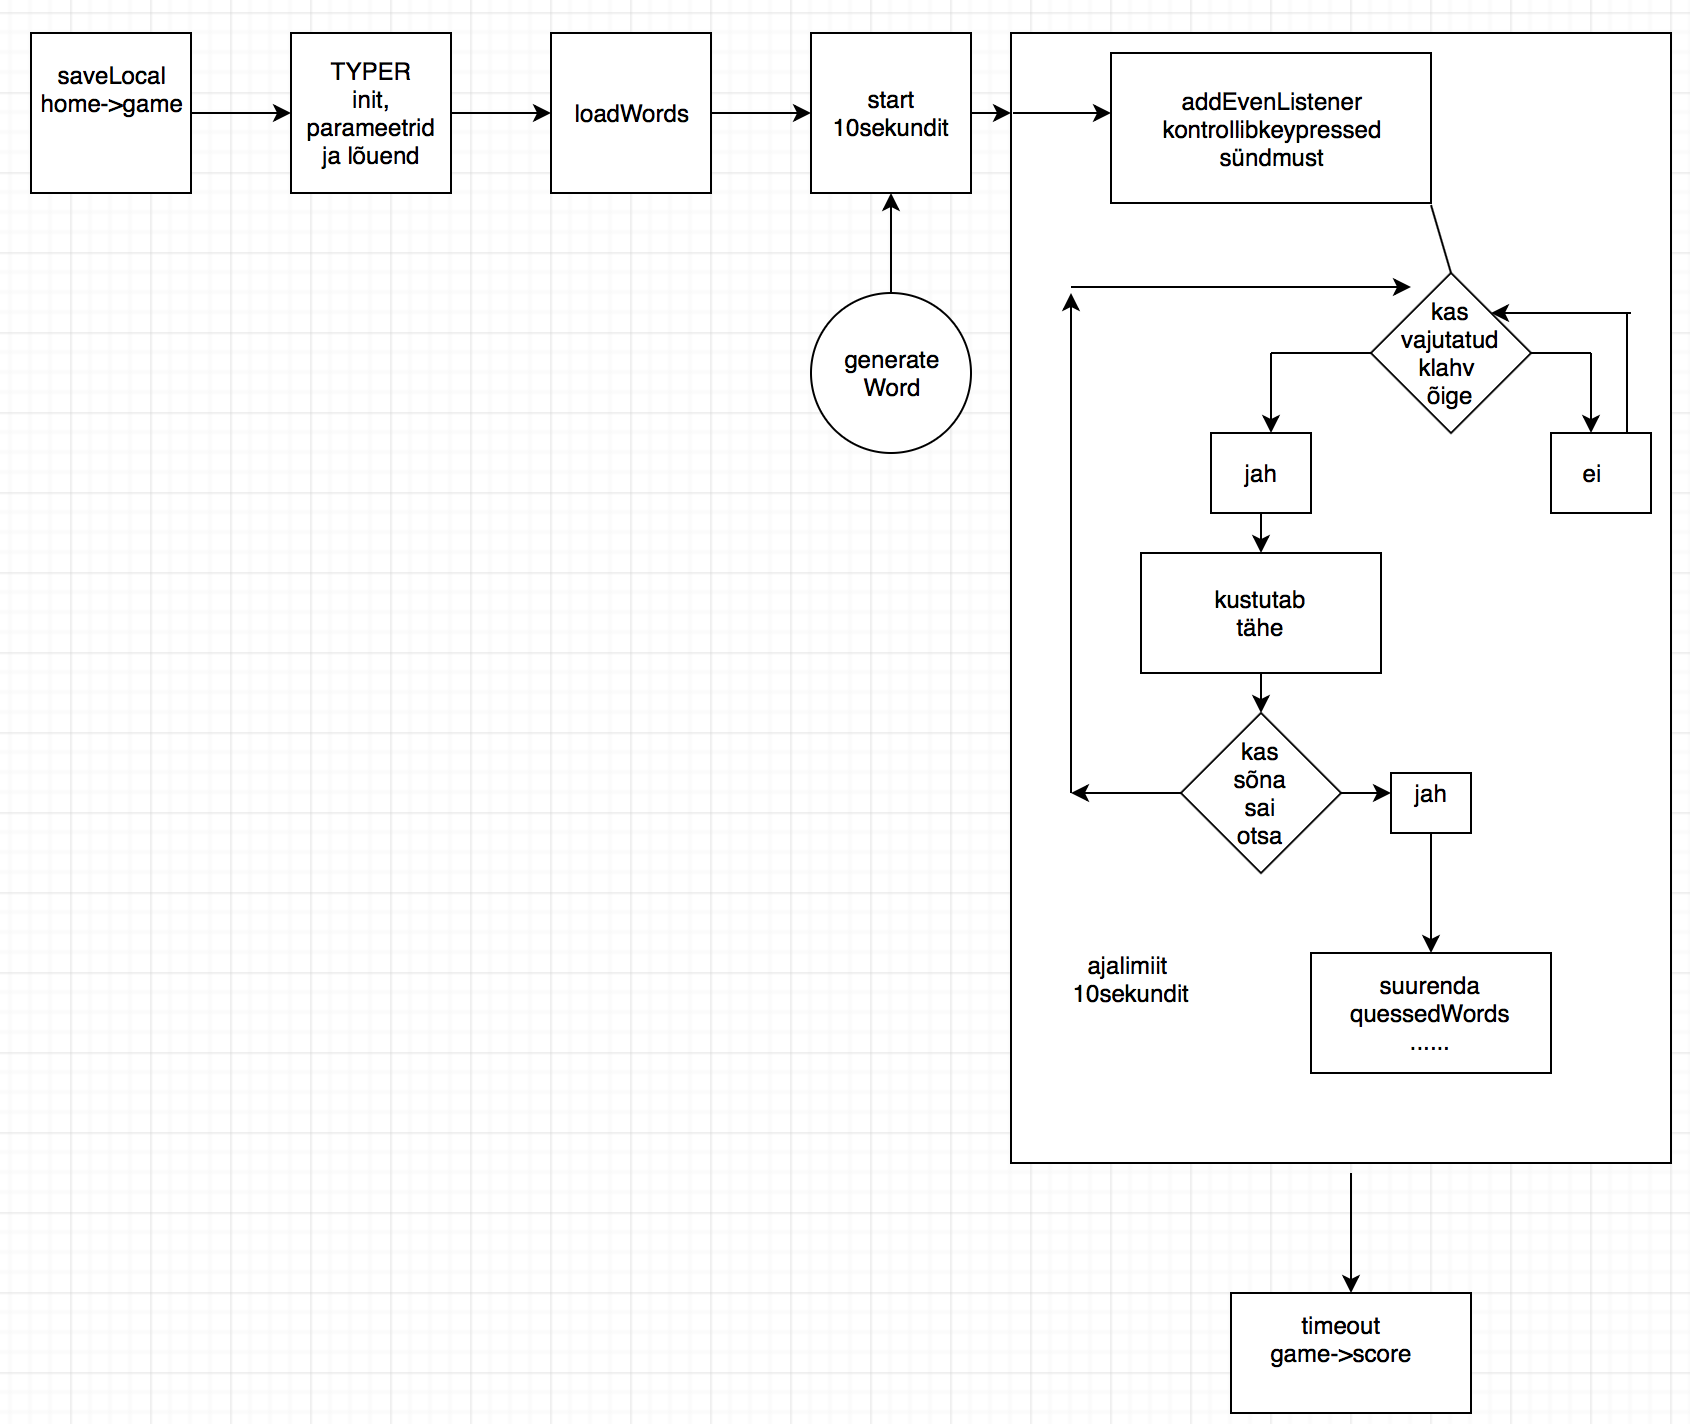 saveLocal
home->game
TYPER
init,
parameetrid
ja lõuend
loadWords
start
10sekundit
generate
Word
addEvenListener
kontrollibkeypressed
sündmust
kas
vajutatud
klahv
õige
jah
ei
kustutab
tähe
kas
sõna
sai
otsa
jah
ajalimiit
10sekundit
suurenda
quessedWords
......
timeout
game->score